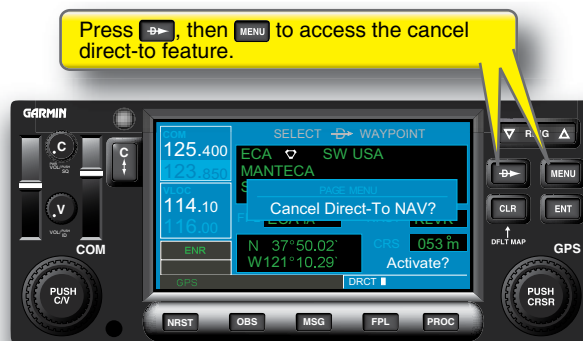 Press D, then MENU to access the cancel
direct-to feature.
GARMIN
C
PULL
VOL/PUSH
SQ
C
V
VOL/PUSH
ID
COM
PUSH
C/V
COM
125.400
123.850
VLOC
114.10
116.00
ENR
GPS
SELECT D WAYPOINT
ECA SW USA
MANTECA
PAGE MENU
Cancel Direct-To NAV?
N 37°50.02'
W121°10.29'
CRS 053°m
Activate?
DRCT
RNG
D
MENU
CLR
ENT
DFLT MAP
GPS
PUSH
CRSR
NRST
OBS
MSG
FPL
PROC